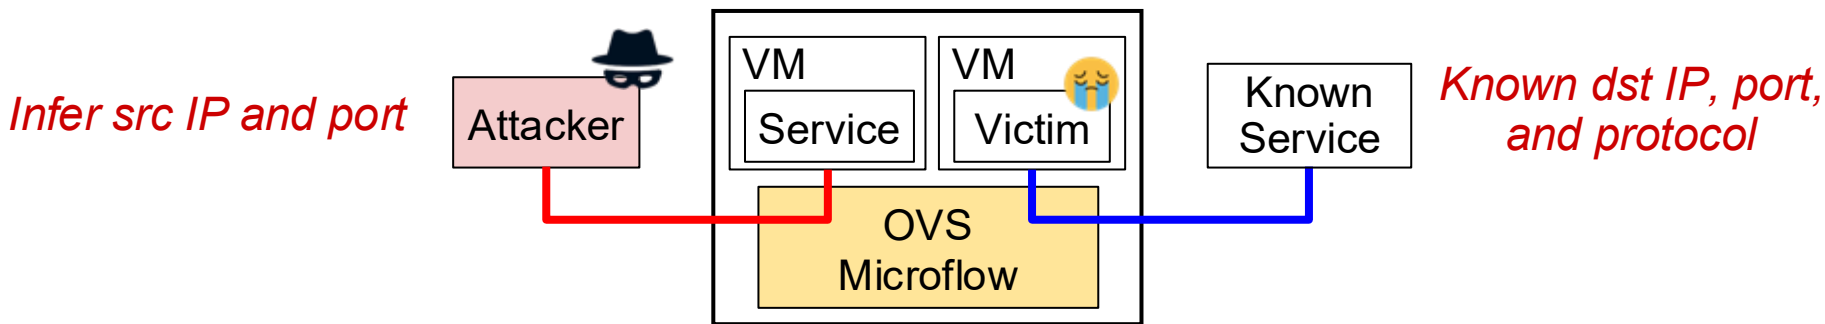 Infer src IP and port
Attacker
VM
Service
VM
Victim
OVS
Microflow
Known
Service
Known dst IP, port,
and protocol